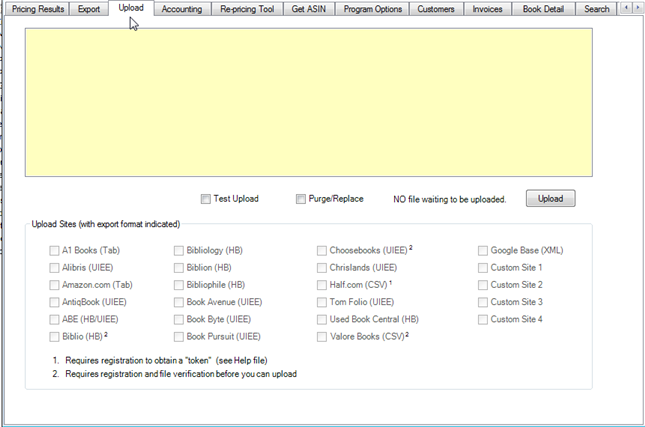 Pricing Results Export Upload Accounting Re-pricing Tool Get ASIN Program Options Customers Invoices Book Detail Search
Test Upload Purge/Replace NO file waiting to be uploaded. Upload
Upload Sites (with export format indicated)
A1 Books (Tab) Bibliology (HB) Choosebooks (UIEE) 2 Google Base (XML)
Alibris (UIEE) Biblion (HB) Chrislands (UIEE) Custom Site 1
Amazon.com (Tab) Bibliophile (HB) Half.com (CSV) 1 Custom Site 2
AntiqBook (UIEE) Book Avenue (UIEE) Tom Folio (UIEE) Custom Site 3
ABE (HB/UIEE) Book Byte (UIEE) Used Book Central (HB) Custom Site 4
Biblio (HB) 2 Book Pursuit (UIEE) Valore Books (CSV) 2
1. Requires registration to obtain a "token" (see Help file)
2. Requires registration and file verification before you can upload